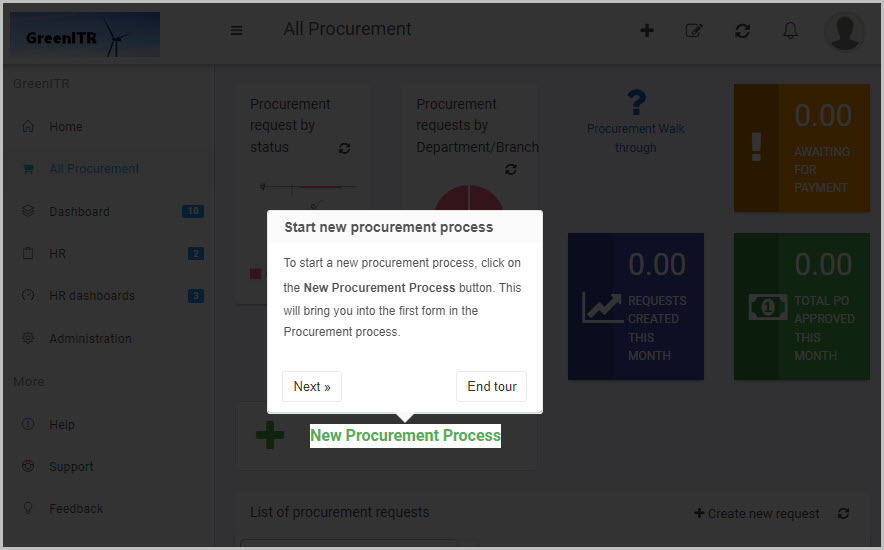 GreenITR
All Procurement
GreenITR
Home
All Procurement
Dashboard
10
HR
2
HR dashboards
3
Administration
More
Help
Support
Feedback
Procurement
request by
status
Procurement
requests by
Department/Branch
Procurement Walk
through
0.00
AWAITING
FOR
PAYMENT
0.00
REQUESTS
CREATED
THIS
MONTH
0.00
TOTAL PO
APPROVED
THIS
MONTH
Start new procurement process
To start a new procurement process, click on
the New Procurement Process button. This
will bring you into the first form in the
Procurement process.
Next »
End tour
New Procurement Process
List of procurement requests
Create new request